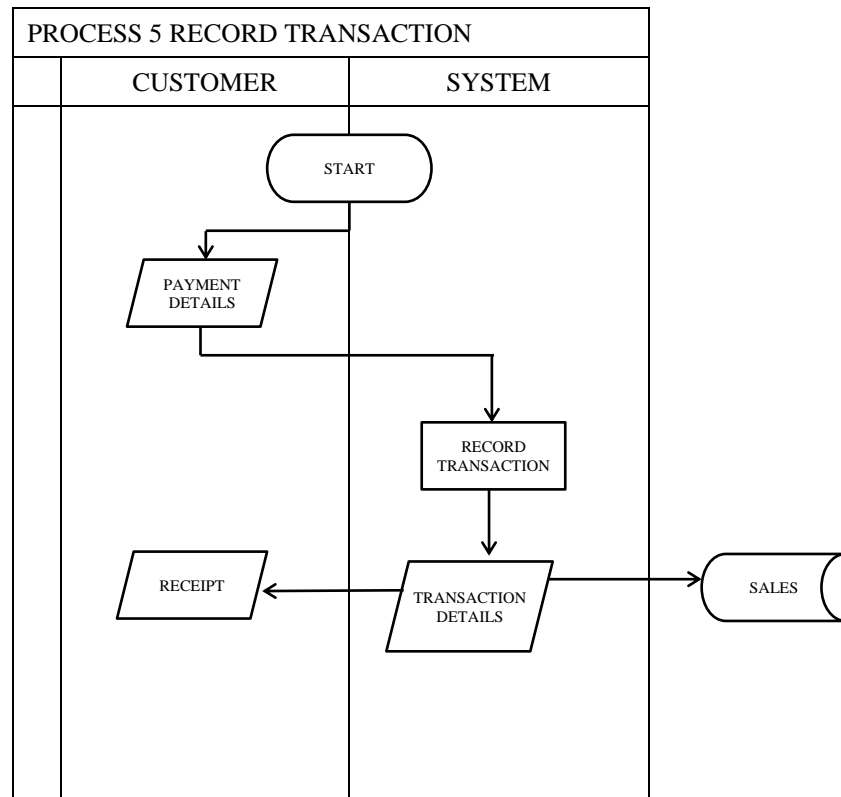 PROCESS 5 RECORD TRANSACTION
CUSTOMER
SYSTEM
START
PAYMENT
DETAILS
RECORD
TRANSACTION
RECEIPT
TRANSACTION
DETAILS
SALES